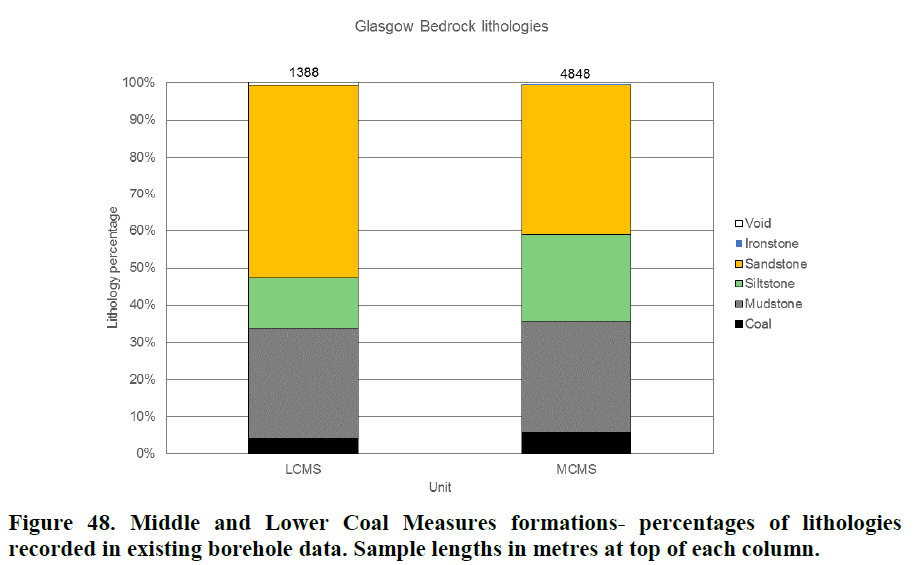 Glasgow Bedrock lithologies
1388
4848
100%
90%
80%
70%
60%
50%
40%
30%
20%
10%
0%
Lithology percentage
LCMS
MCMS
Unit
Void
Ironstone
Sandstone
Siltstone
Mudstone
Coal
Figure 48. Middle and Lower Coal Measures formations- percentages of lithologies
recorded in existing borehole data. Sample lengths in metres at top of each column.